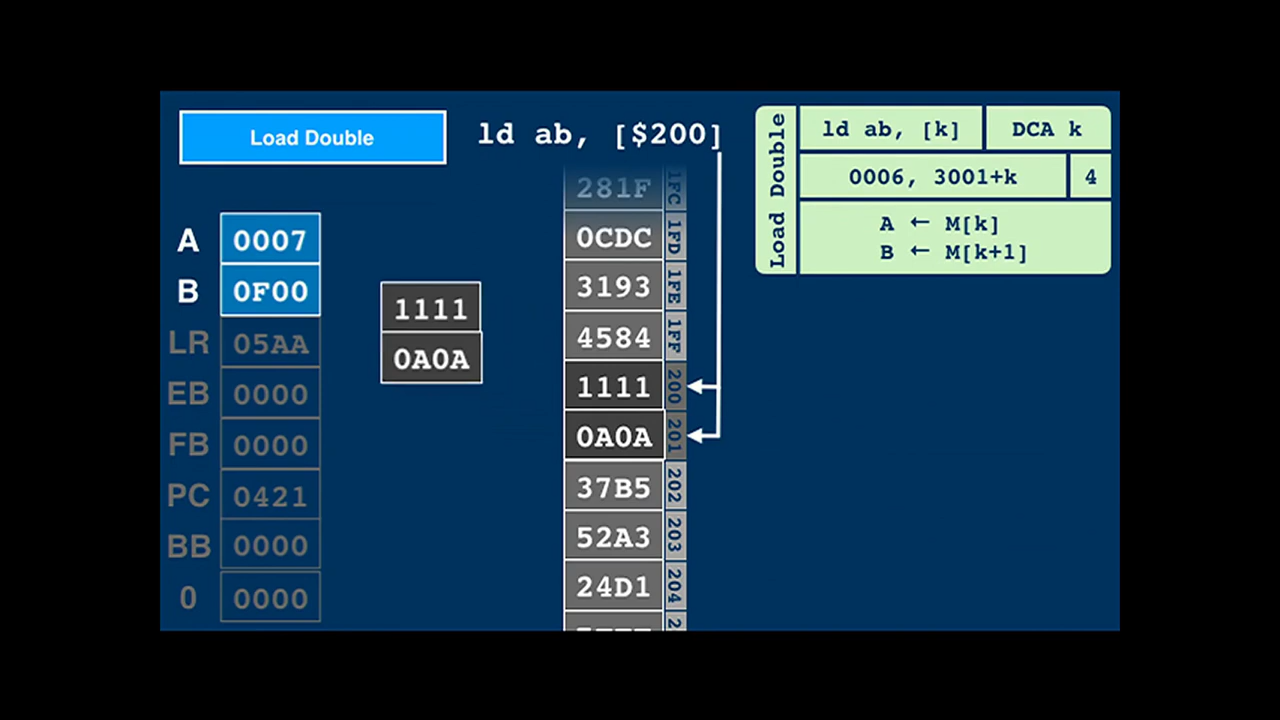 Load Double
ld ab, [$200]
Load Double
ld ab, [k]
DCA k
0006, 3001+k
4
A ← M[k]
B ← M[k+1]
A 0007
B 0F00
LR 05AA
EB 0000
FB 0000
PC 0421
BB 0000
0 0000
1111
0A0A
281F 1FC
0CDC 1FD
3193 1FE
4584 1FF
1111 200
0A0A 201
37B5 202
52A3 203
24D1 204